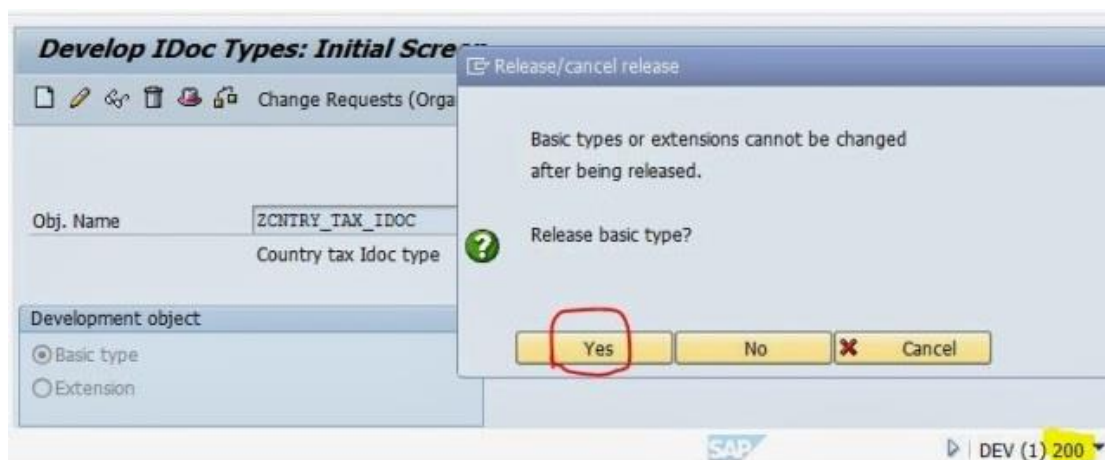 Develop IDoc Types: Initial Scre
Release/cancel release
Change Requests (Orga
Basic types or extensions cannot be changed
after being released.
Obj. Name ZCNTRY_TAX_IDOC
Release basic type?
Country tax Idoc type
Development object
Yes No Cancel
Basic type
Extension
SAP DEV (1) 200